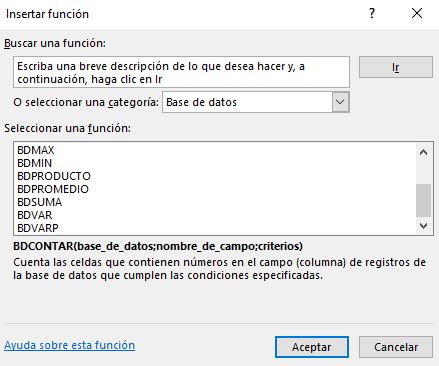 Insertar función
Buscar una función:
Escriba una breve descripción de lo que desea hacer y, a
continuación, haga clic en Ir
Ir
O seleccionar una categoría: Base de datos
Seleccionar una función:
BDMAX
BDMIN
BDPRODUCTO
BDPROMEDIO
BDSUMA
BDVAR
BDVARP
BDCONTAR(base_de_datos;nombre_de_campo;criterios)
Cuenta las celdas que contienen números en el campo (columna) de registros de
la base de datos que cumplen las condiciones especificadas.
Ayuda sobre esta función
Aceptar
Cancelar